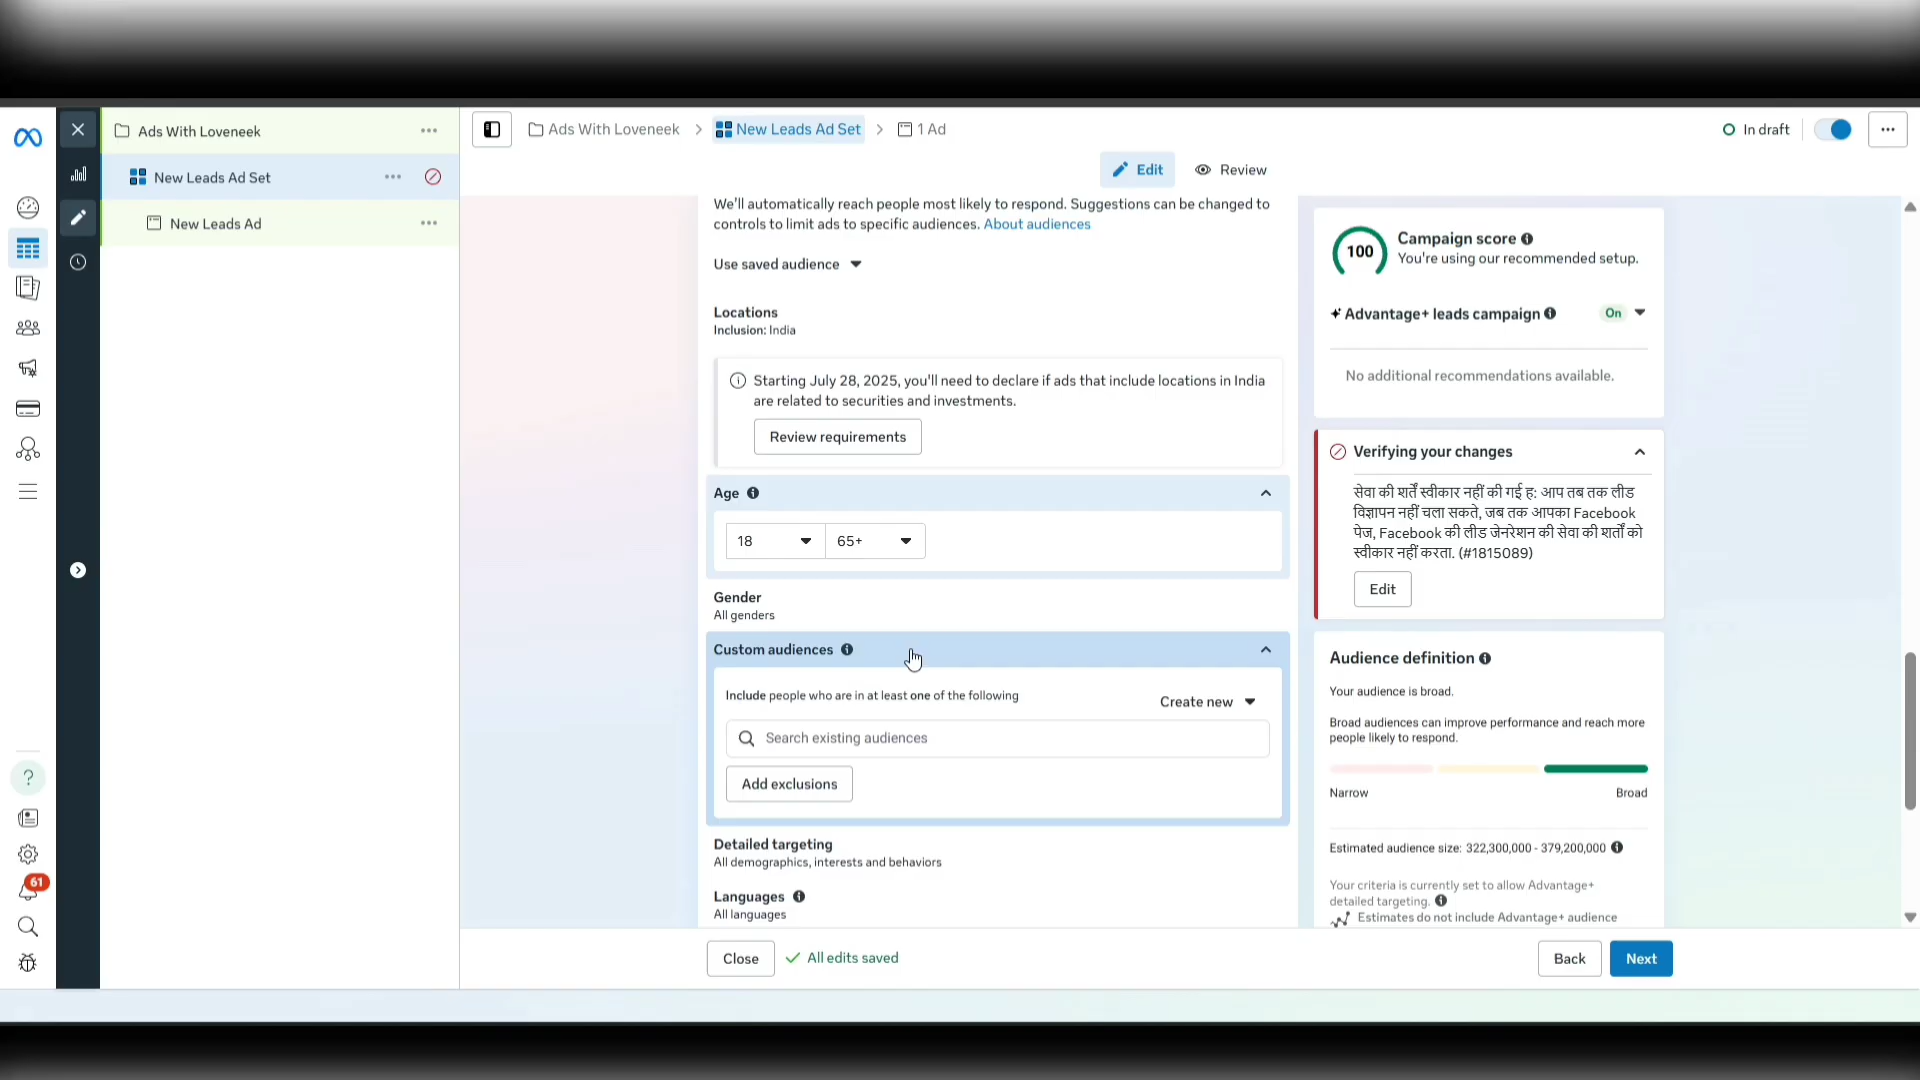 Ads With Loveneek
New Leads Ad Set
New Leads Ad
61
Ads With Loveneek > New Leads Ad Set > 1 Ad
In draft
Edit
Review
We'll automatically reach people most likely to respond. Suggestions can be changed to
controls to limit ads to specific audiences. About audiences
Use saved audience
Locations
Inclusion: India
Starting July 28, 2025, you'll need to declare if ads that include locations in India
are related to securities and investments.
Review requirements
Age
18
65+
Gender
All genders
Custom audiences
Include people who are in at least one of the following
Create new
Search existing audiences
Add exclusions
Detailed targeting
All demographics, interests and behaviors
Languages
All languages
Close
All edits saved
Back
Next
100
Campaign score
You're using our recommended setup.
Advantage+ leads campaign
On
No additional recommendations available.
Verifying your changes
सेवा की शर्तें स्वीकार नहीं की गई ह: आप तब तक लीड
विज्ञापन नहीं चला सकते, जब तक आपका Facebook
पेज, Facebook की लीड जेनरेशन की सेवा की शर्तों को
स्वीकार नहीं करता. (#1815089)
Edit
Audience definition
Your audience is broad.
Broad audiences can improve performance and reach more
people likely to respond.
Narrow
Broad
Estimated audience size: 322,300,000 - 379,200,000
Your criteria is currently set to allow Advantage+
detailed targeting.
Estimates do not include Advantage+ audience